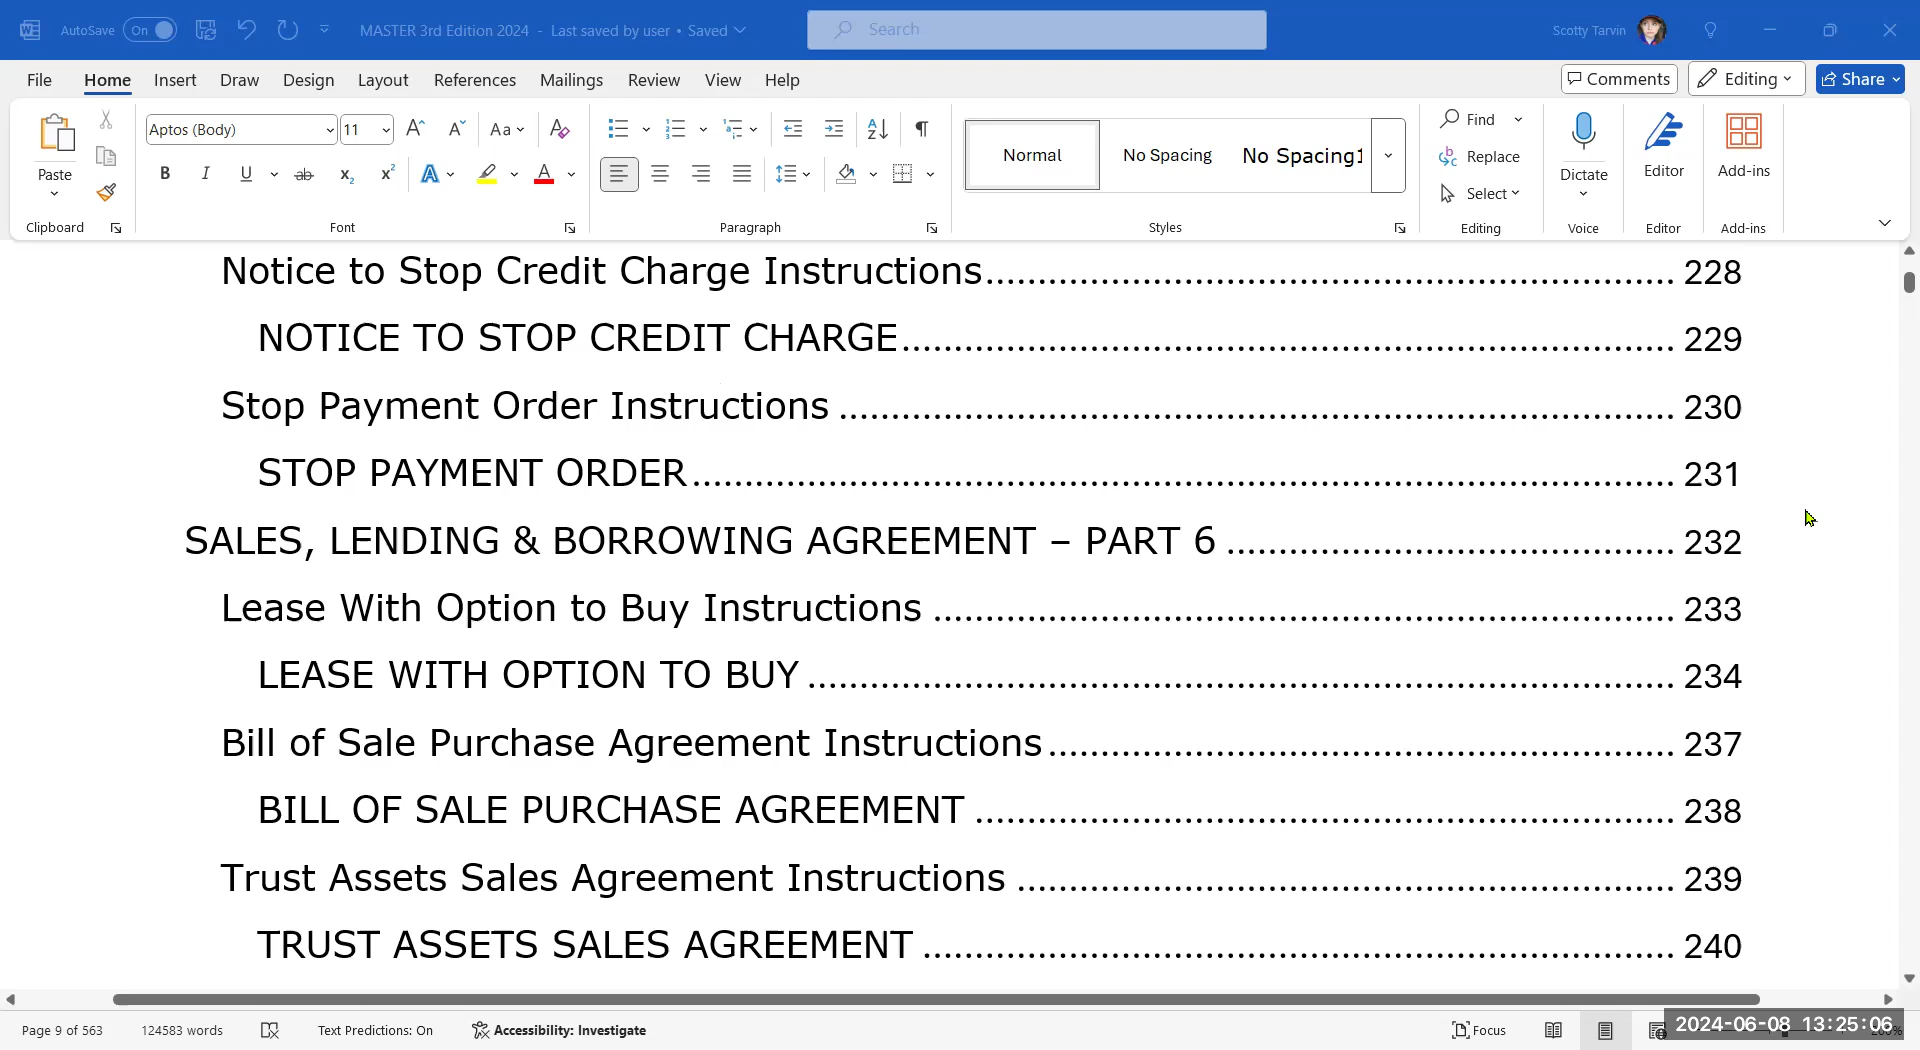 AutoSave On MASTER 3rd Edition 2024 - Last saved by user • Saved Search Scotty Tarvin
File Home Insert Draw Design Layout References Mailings Review View Help Comments Editing Share
Aptos (Body) 11 Aa
Normal No Spacing No Spacing1
Find
Replace
Select
Paste Dictate Editor Add-ins
Clipboard Font Paragraph Styles Editing Voice Editor Add-ins
Notice to Stop Credit Charge Instructions 228
NOTICE TO STOP CREDIT CHARGE 229
Stop Payment Order Instructions 230
STOP PAYMENT ORDER 231
SALES, LENDING & BORROWING AGREEMENT – PART 6 232
Lease With Option to Buy Instructions 233
LEASE WITH OPTION TO BUY 234
Bill of Sale Purchase Agreement Instructions 237
BILL OF SALE PURCHASE AGREEMENT 238
Trust Assets Sales Agreement Instructions 239
TRUST ASSETS SALES AGREEMENT 240
Page 9 of 563 124583 words Text Predictions: On Accessibility: Investigate Focus 2024-06-08 13:25:06